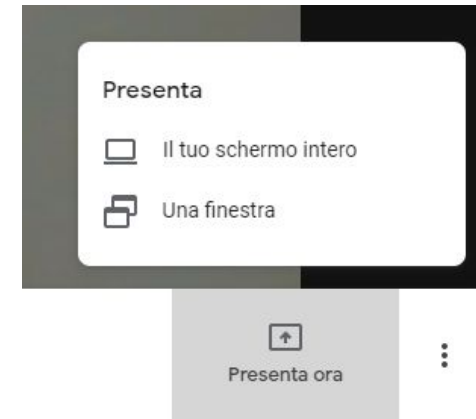 Presenta
Il tuo schermo intero
Una finestra
Presenta ora